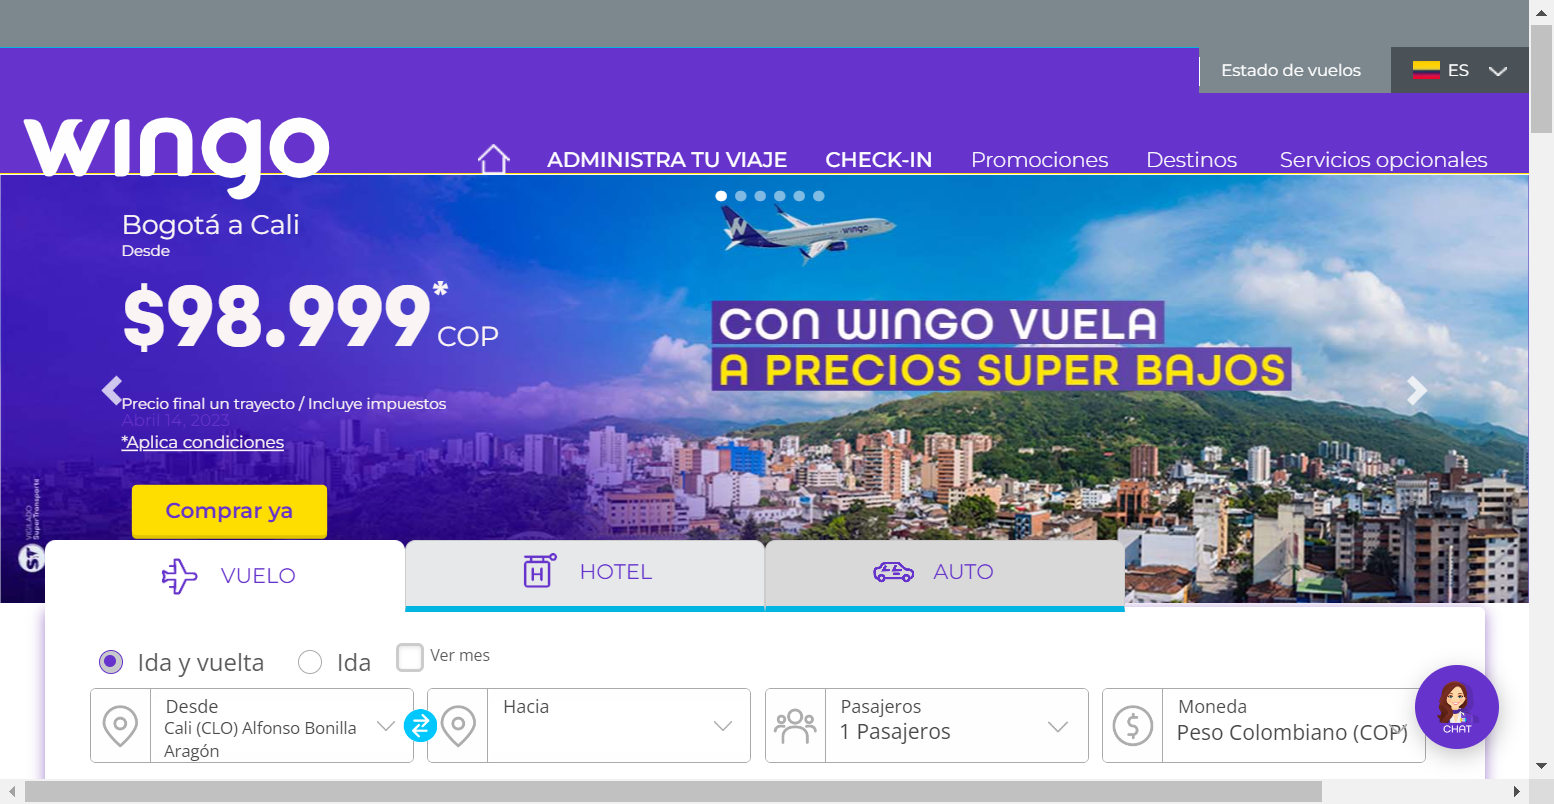 Estado de vuelos
ES
wingo
ADMINISTRA TU VIAJE
CHECK-IN
Promociones
Destinos
Servicios opcionales
Bogotá a Cali
Desde
$98.999* COP
Precio final un trayecto / Incluye impuestos
Abril 14, 2023
*Aplica condiciones
Comprar ya
wingo
CON WINGO VUELA
A PRECIOS SUPER BAJOS
VIGILADO
SuperTransporte
ST
VUELO
HOTEL
AUTO
Ida y vuelta
Ida
Ver mes
Desde
Cali (CLO) Alfonso Bonilla
Aragón
Hacia
Pasajeros
1 Pasajeros
Moneda
Peso Colombiano (COP)
CHAT